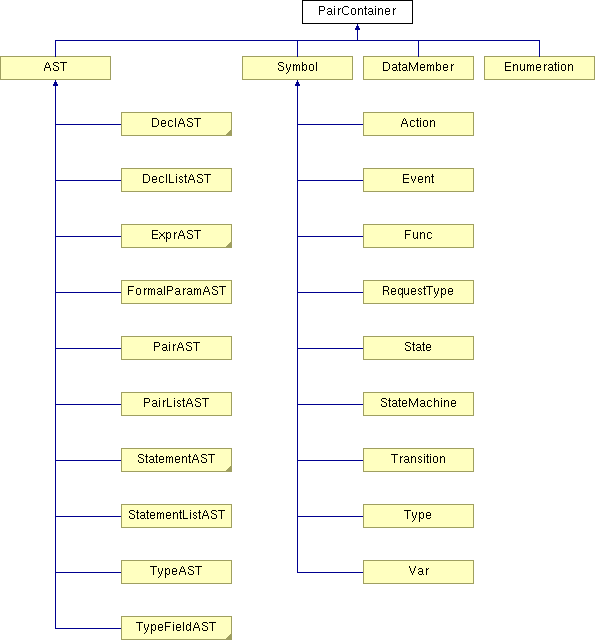 PairContainer
AST
Symbol
DataMember
Enumeration
DeclAST
Action
DeclListAST
Event
ExprAST
Func
FormalParamAST
RequestType
PairAST
State
PairListAST
StateMachine
StatementAST
Transition
StatementListAST
Type
TypeAST
Var
TypeFieldAST